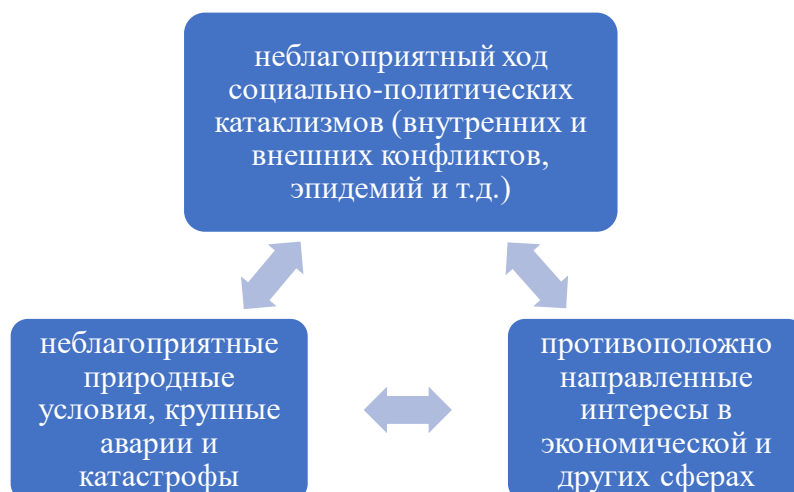 неблагоприятный ход
социально-политических
катаклизмов (внутренних и
внешних конфликтов,
эпидемий и т.д.)
неблагоприятные
природные
условия, крупные
аварии и
катастрофы
противоположно
направленные
интересы в
экономической и
других сферах